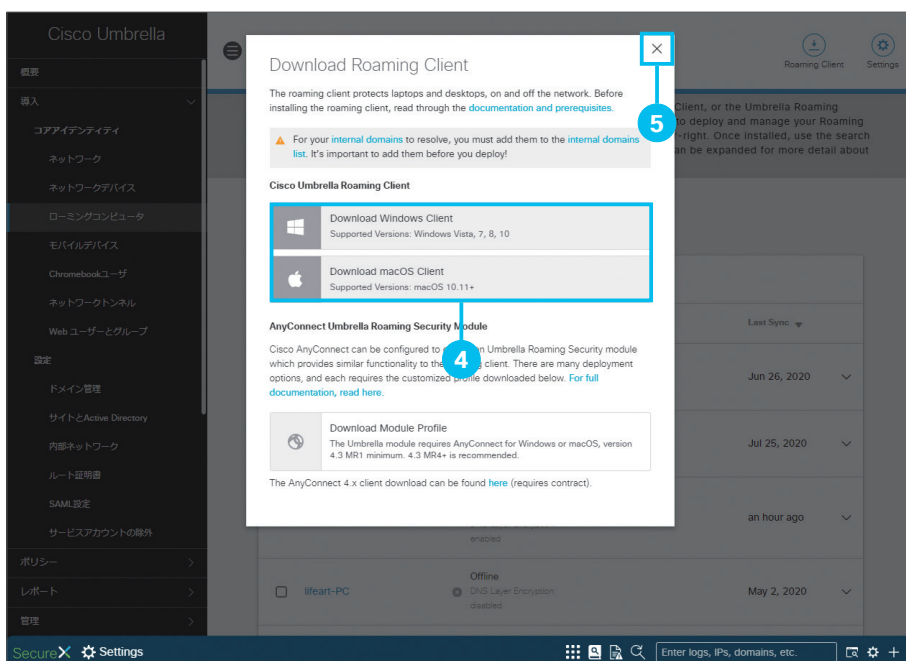 Cisco Umbrella
概要
導入
コアアイデンティティ
ネットワーク
ネットワークデバイス
ローミングコンピュータ
モバイルデバイス
Chromebookユーザ
ネットワークトンネル
Web ユーザーとグループ
設定
ドメイン管理
サイトとActive Directory
内部ネットワーク
ルート証明書
SAML設定
サービスアカウントの除外
ポリシー
レポート
管理
Roaming Client
Settings
Client, or the Umbrella Roaming
to deploy and manage your Roaming
-right. Once installed, use the search
an be expanded for more detail about
Download Roaming Client
5
The roaming client protects laptops and desktops, on and off the network. Before
installing the roaming client, read through the documentation and prerequisites.
For your internal domains to resolve, you must add them to the internal domains
list. It's important to add them before you deploy!
Cisco Umbrella Roaming Client
Download Windows Client
Supported Versions: Windows Vista, 7, 8, 10
Download macOS Client
Supported Versions: macOS 10.11+
4
AnyConnect Umbrella Roaming Security Module
Cisco AnyConnect can be configured to an Umbrella Roaming Security module
which provides similar functionality to the client. There are many deployment
options, and each requires the customized profile downloaded below. For full
documentation, read here.
Download Module Profile
The Umbrella module requires AnyConnect for Windows or macOS, version
4.3 MR1 minimum. 4.3 MR4+ is recommended.
The AnyConnect 4.x client download can be found here (requires contract).
Last Sync
Jun 26, 2020
Jul 25, 2020
an hour ago
enabled
lifeart-PC
Offline
DNS Layer Encryption:
disabled
May 2, 2020
SecureX
Settings
Enter logs, IPs, domains, etc.